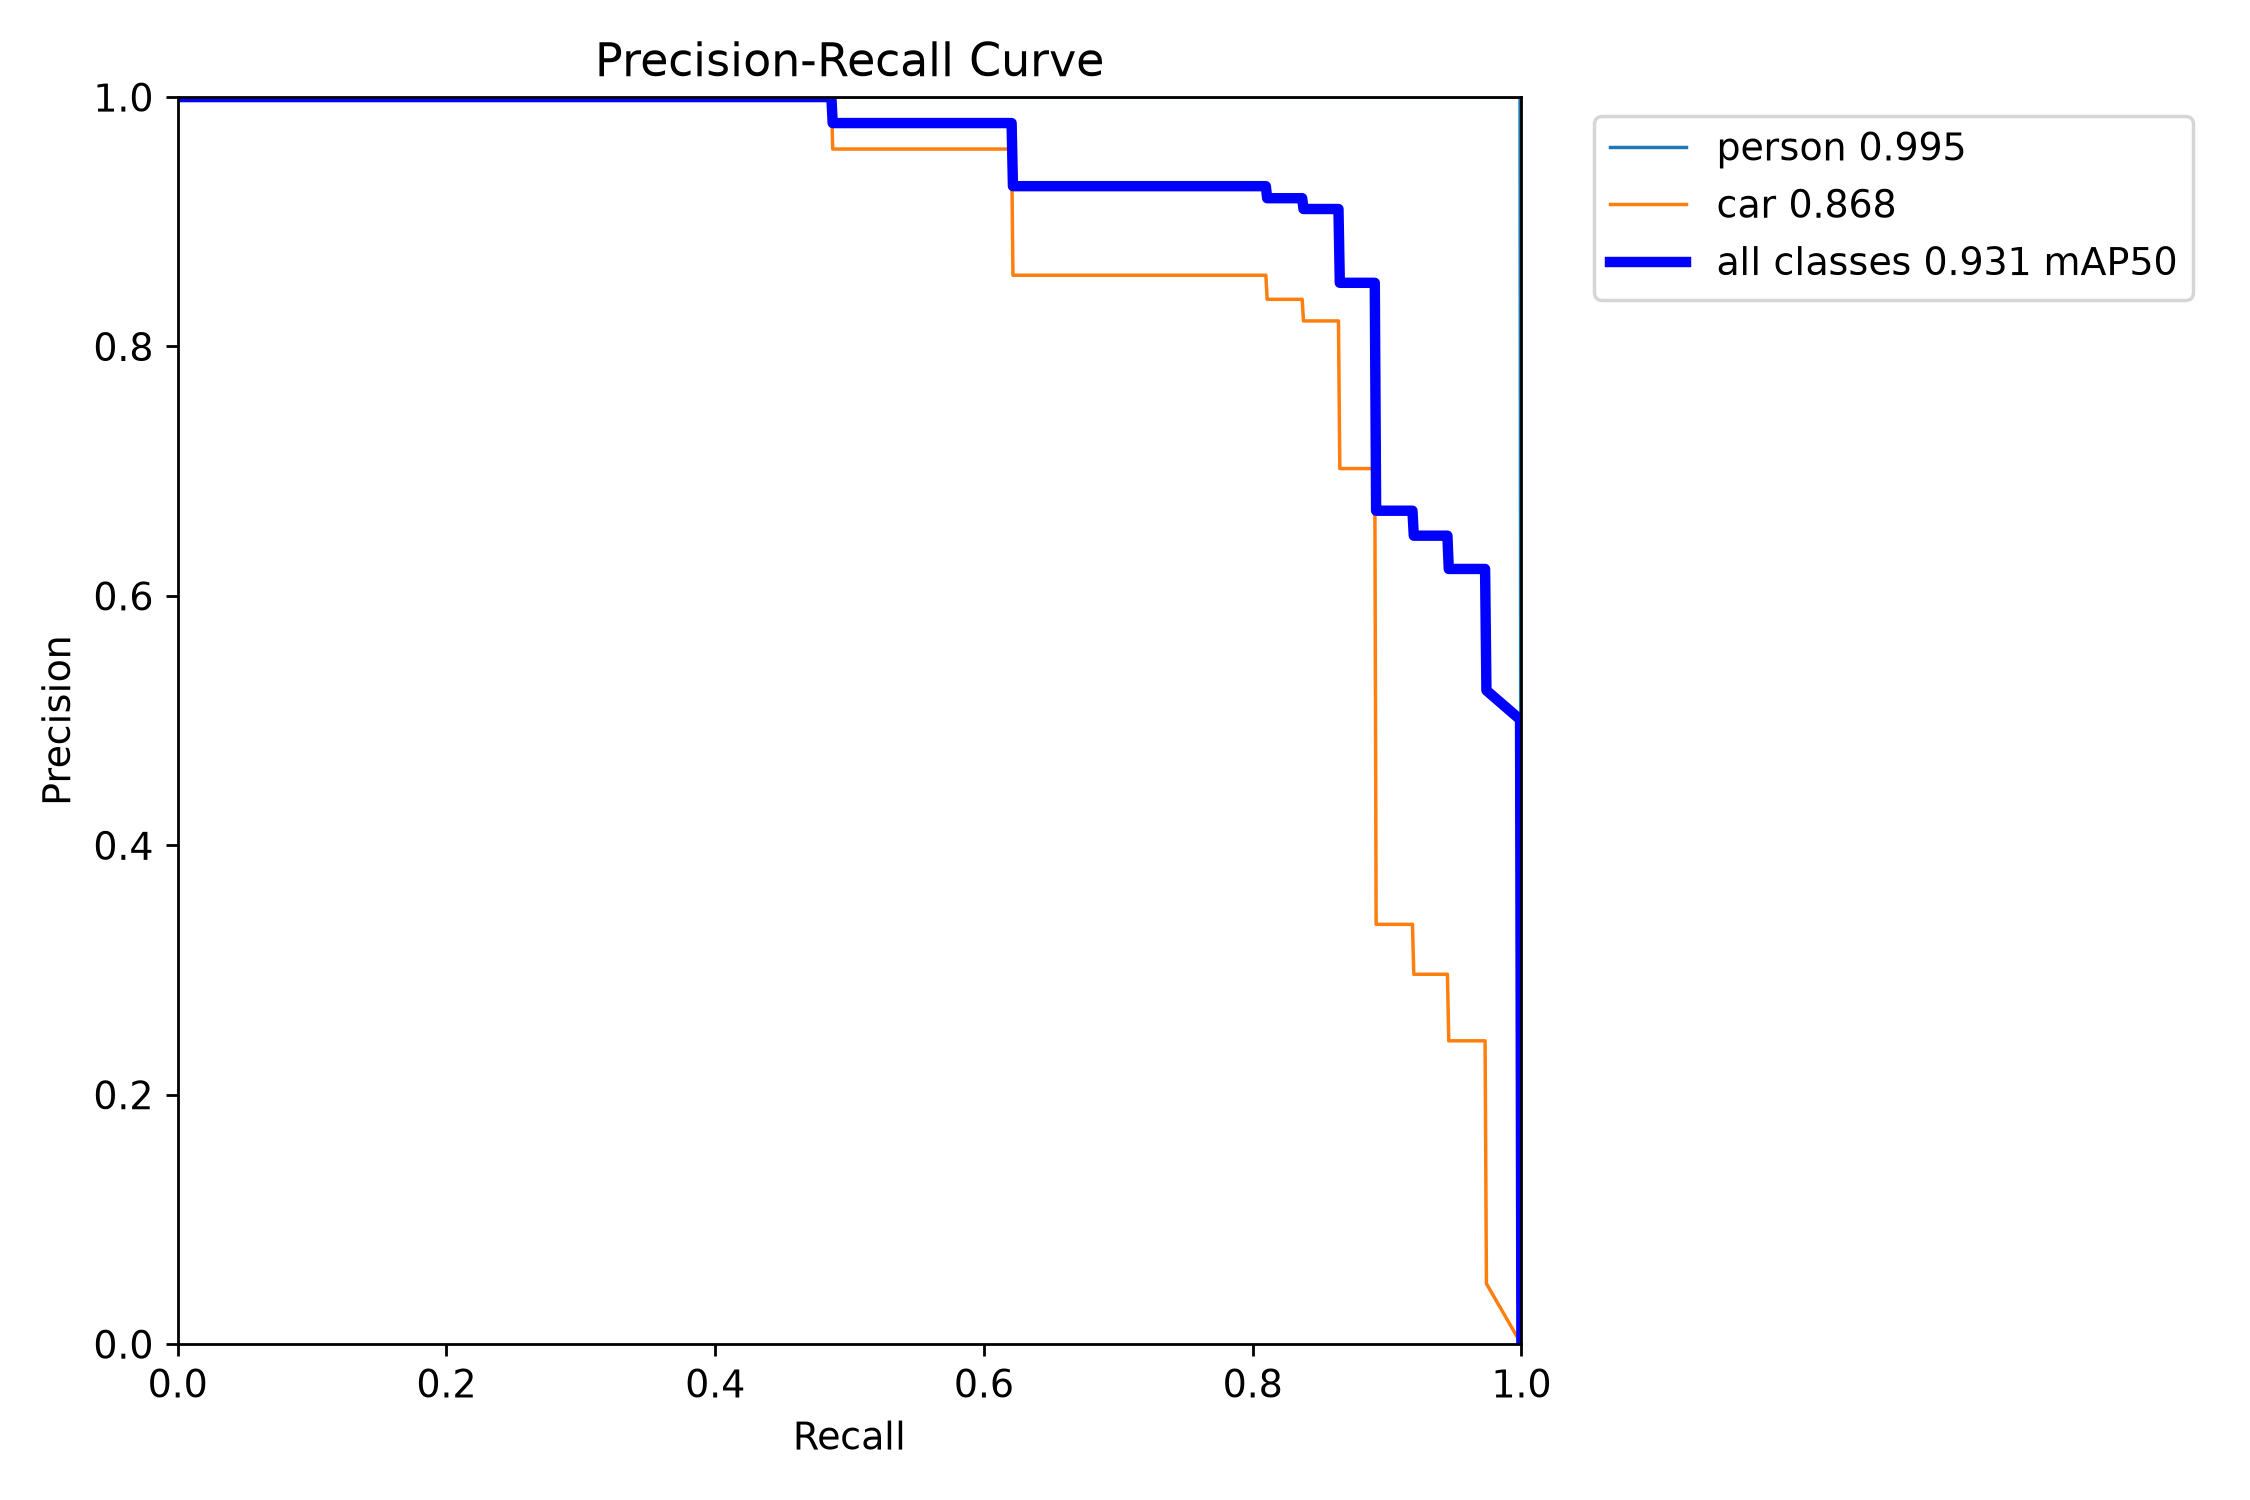 Precision-Recall Curve
1.0
0.8
0.6
0.4
0.2
0.0
Precision
0.0 0.2 0.4 0.6 0.8 1.0
Recall
person 0.995
car 0.868
all classes 0.931 mAP50